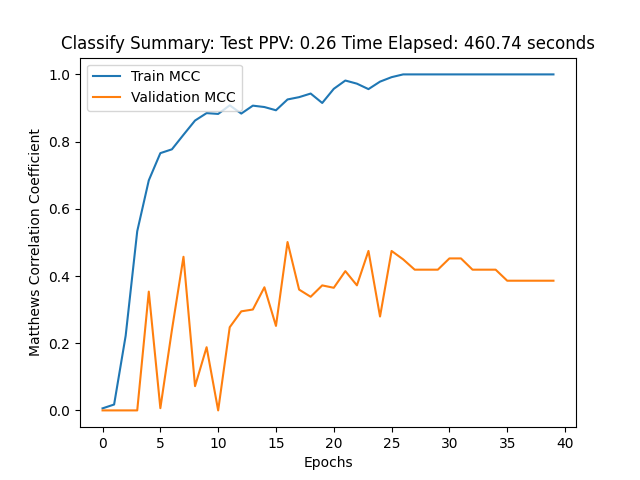 Classify Summary: Test PPV: 0.26 Time Elapsed: 460.74 seconds
Train MCC
Validation MCC
Matthews Correlation Coefficient
1.0
0.8
0.6
0.4
0.2
0.0
0 5 10 15 20 25 30 35 40
Epochs